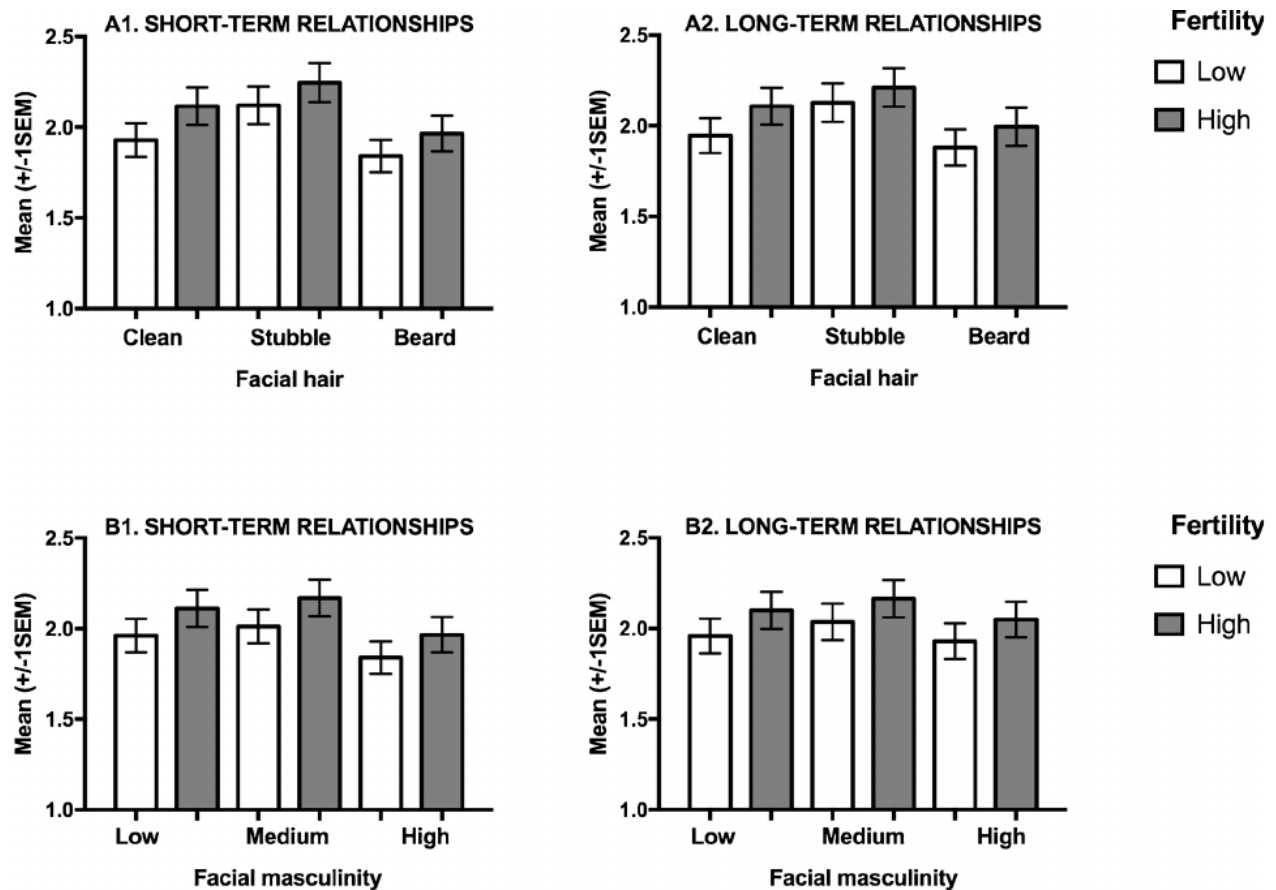 A1. SHORT-TERM RELATIONSHIPS
2.5
2.0
1.5
1.0
Mean (+/-1SEM)
Clean Stubble Beard
Facial hair
A2. LONG-TERM RELATIONSHIPS
2.5
2.0
1.5
1.0
Mean (+/-1SEM)
Clean Stubble Beard
Facial hair
Fertility
Low
High
B1. SHORT-TERM RELATIONSHIPS
2.5
2.0
1.5
1.0
Mean (+/-1SEM)
Low Medium High
Facial masculinity
B2. LONG-TERM RELATIONSHIPS
2.5
2.0
1.5
1.0
Mean (+/-1SEM)
Low Medium High
Facial masculinity
Fertility
Low
High